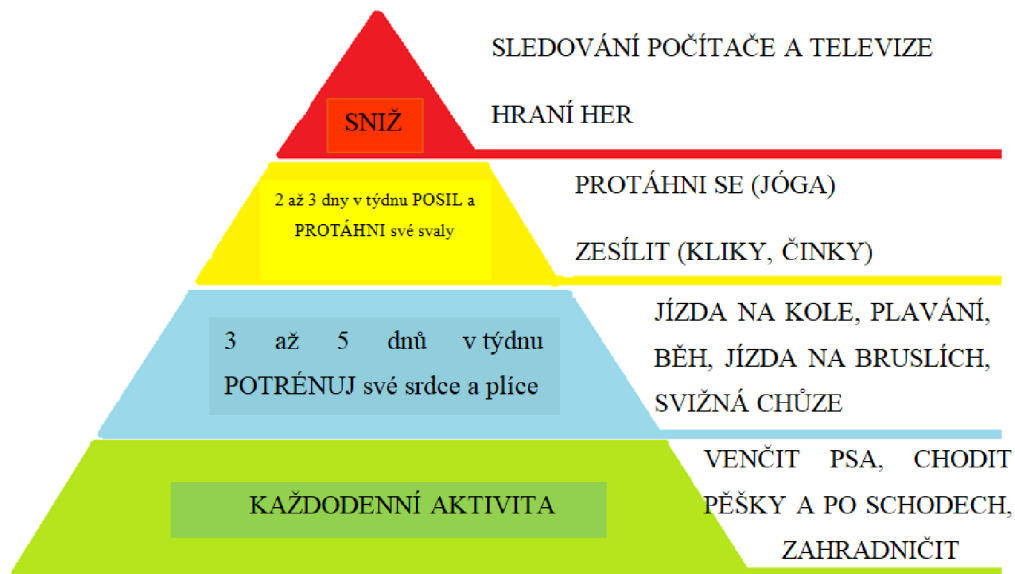 SLEDOVÁNÍ POČÍTAČE A TELEVIZE
HRANÍ HER
SNIŽ
PROTÁHNI SE (JÓGA)
ZESÍLIT (KLIKY, ČINKY)
2 až 3 dny v týdnu POSIL a
PROTÁHNI své svaly
JÍZDA NA KOLE, PLAVÁNÍ,
BĚH, JÍZDA NA BRUSLÍCH,
SVIŽNÁ CHŮZE
3 až 5 dnů v týdnu
POTRÉNUJ své srdce a plíce
VENČIT PSA, CHODIT
PĚŠKY A PO SCHODECH,
ZAHRADNIČIT
KAŽDODENNÍ AKTIVITA